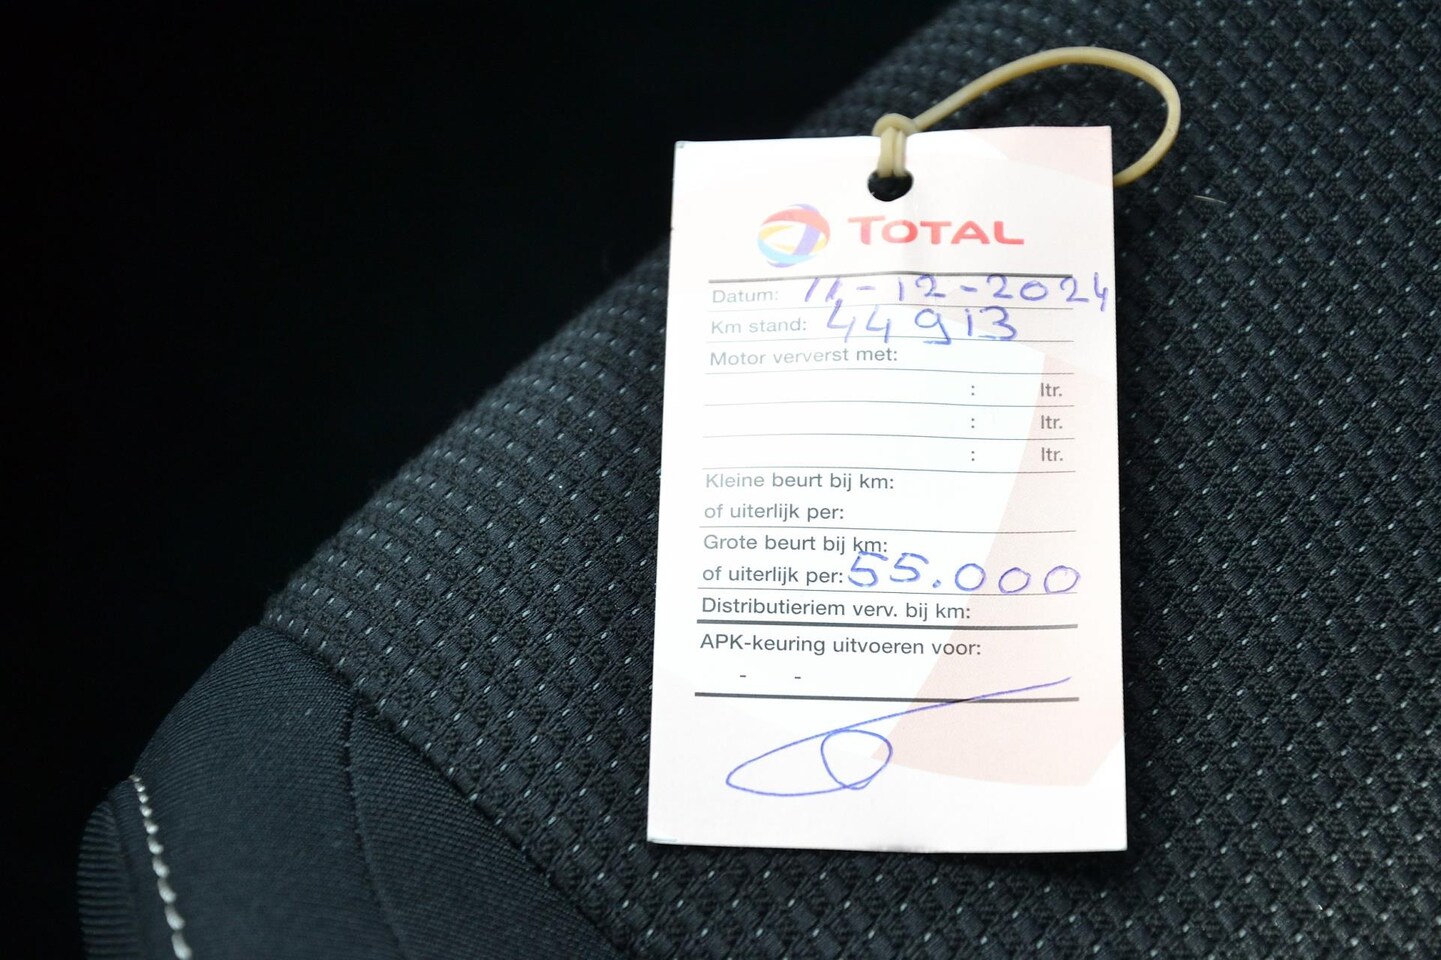 TOTAL
Datum: 11-12-2024
Km stand: 44913
Motor ververst met:
: ltr.
: ltr.
: ltr.
Kleine beurt bij km:
of uiterlijk per:
Grote beurt bij km:
of uiterlijk per: 55.000
Distributieriem verv. bij km:
APK-keuring uitvoeren voor:
- -